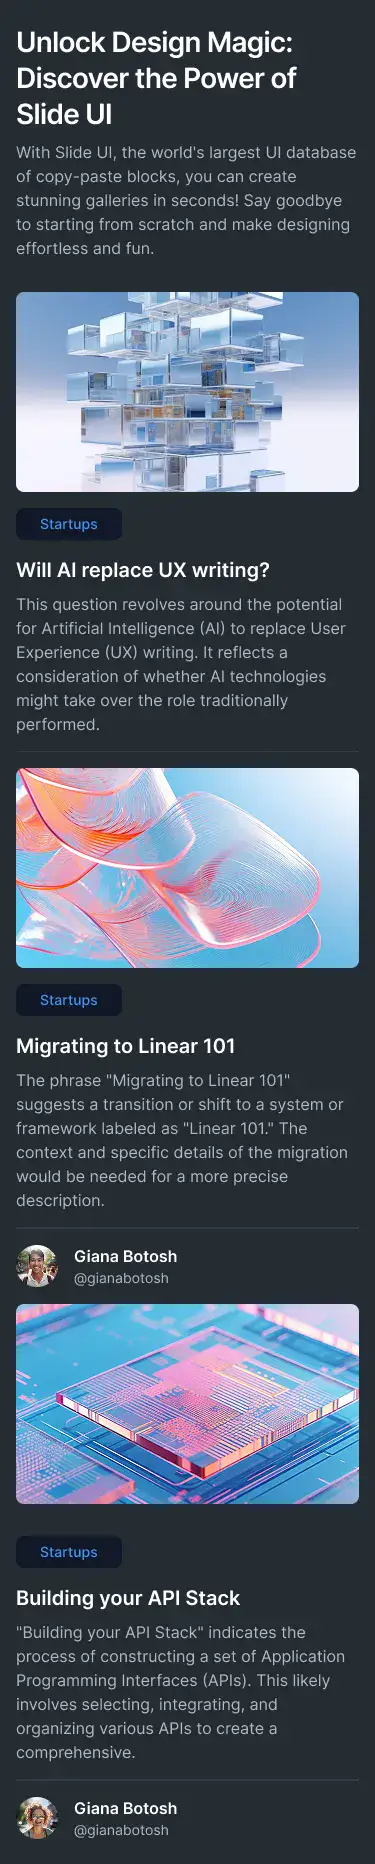 Unlock Design Magic:
Discover the Power of
Slide UI
With Slide UI, the world's largest UI database
of copy-paste blocks, you can create
stunning galleries in seconds! Say goodbye
to starting from scratch and make designing
effortless and fun.
Startups
Will AI replace UX writing?
This question revolves around the potential
for Artificial Intelligence (AI) to replace User
Experience (UX) writing. It reflects a
consideration of whether AI technologies
might take over the role traditionally
performed.
Startups
Migrating to Linear 101
The phrase "Migrating to Linear 101"
suggests a transition or shift to a system or
framework labeled as "Linear 101." The
context and specific details of the migration
would be needed for a more precise
description.
Giana Botosh
@gianabotosh
Startups
Building your API Stack
"Building your API Stack" indicates the
process of constructing a set of Application
Programming Interfaces (APIs). This likely
involves selecting, integrating, and
organizing various APIs to create a
comprehensive.
Giana Botosh
@gianabotosh